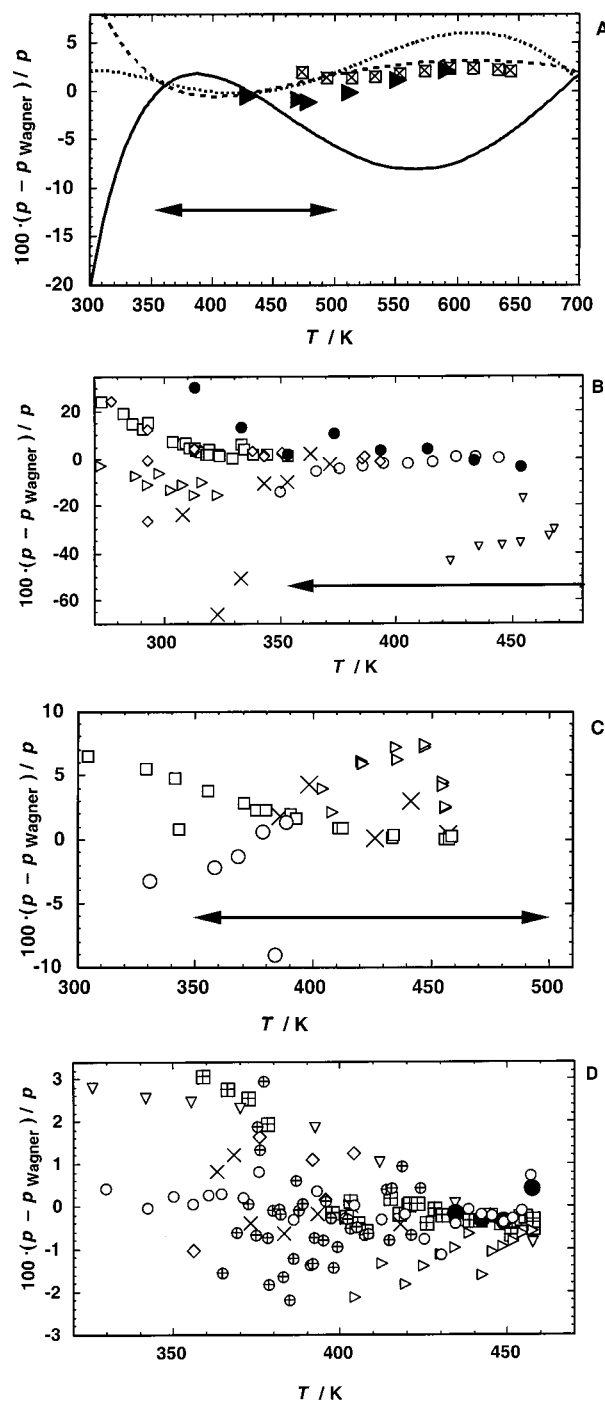 A
100·(p − p Wagner) / p
5
0
-5
-10
-15
-20
300 350 400 450 500 550 600 650 700
T / K
B
100·(p − p Wagner) / p
20
0
-20
-40
-60
300 350 400 450
T / K
C
100·(p − p Wagner) / p
10
5
0
-5
-10
300 350 400 450 500
T / K
D
100·(p − p Wagner) / p
3
2
1
0
-1
-2
-3
350 400 450
T / K